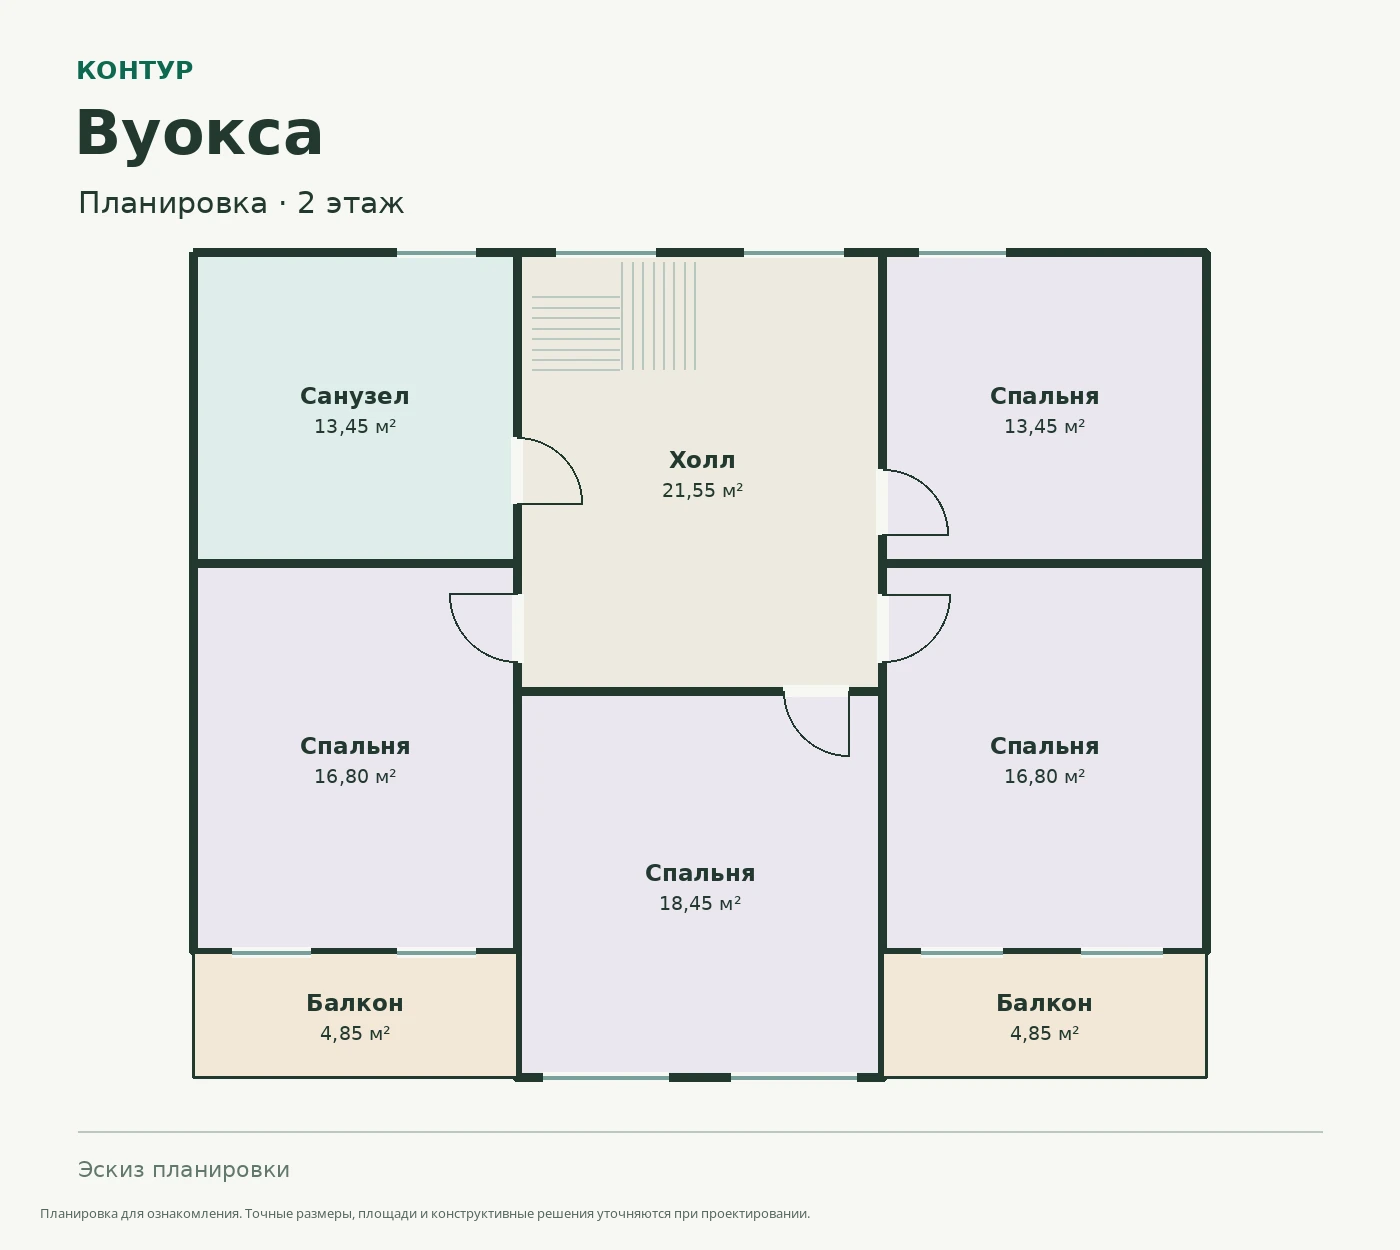 КОНТУР
Вуокса
Планировка · 2 этаж
Санузел
13,45 м²
Холл
21,55 м²
Спальня
13,45 м²
Спальня
16,80 м²
Спальня
18,45 м²
Спальня
16,80 м²
Балкон
4,85 м²
Балкон
4,85 м²
Эскиз планировки
Планировка для ознакомления. Точные размеры, площади и конструктивные решения уточняются при проектировании.